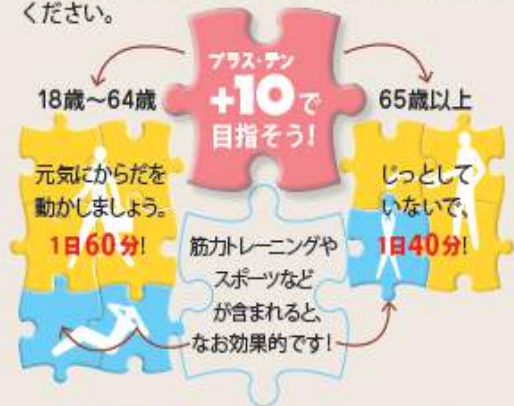 ください。
プラス・テン
+10で
目指そう!
18歳～64歳
元気にからだを
動かしましょう。
1日60分!
65歳以上
じっとして
いないで、
1日40分!
筋力トレーニングや
スポーツなど
が含まれると、
なお効果的です!